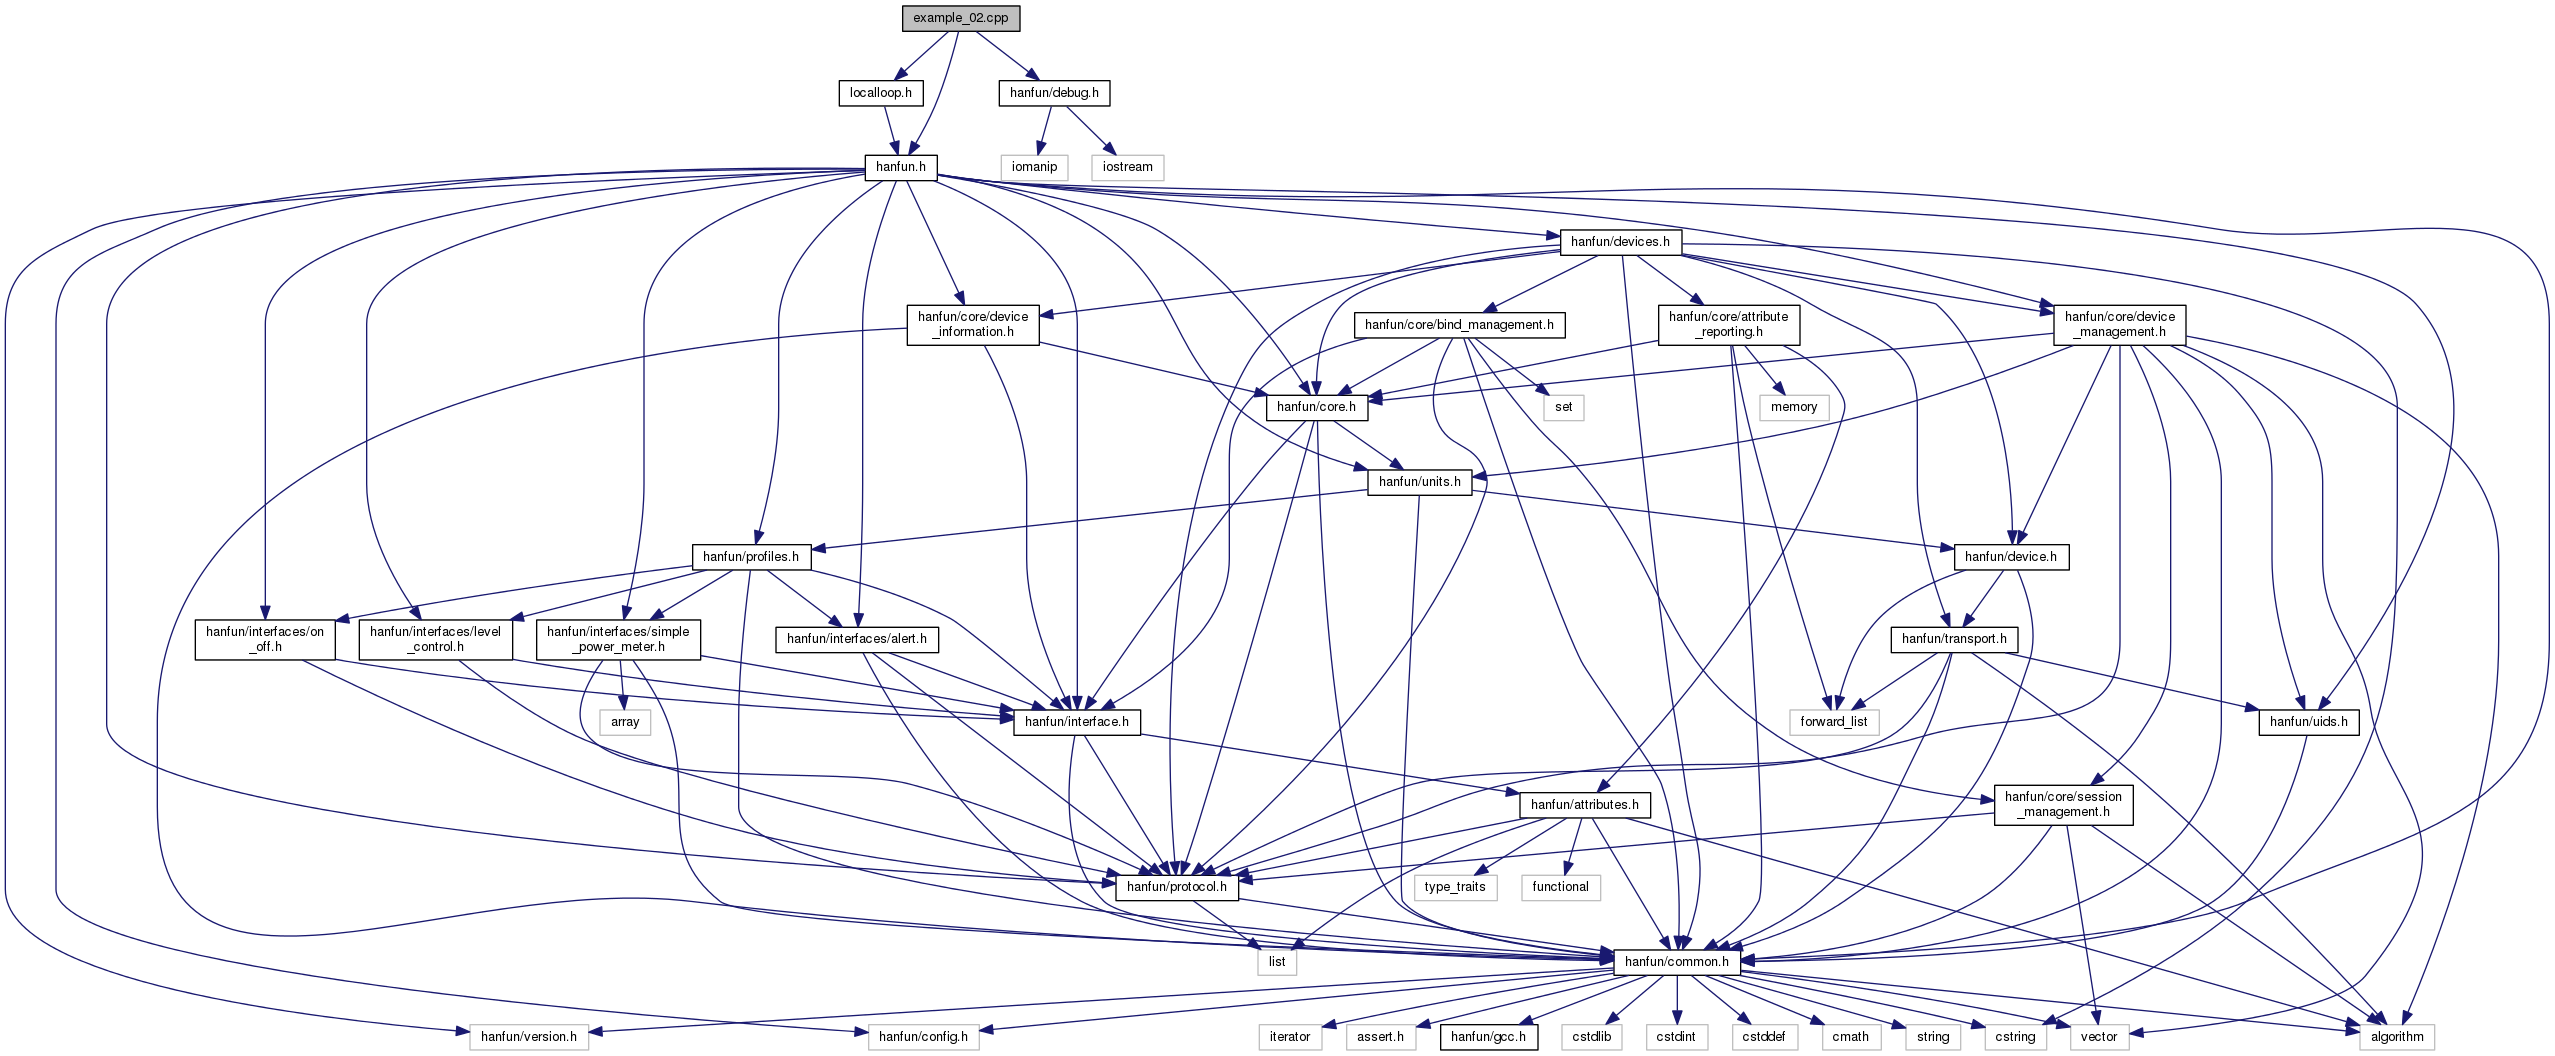 example_02.cpp
localloop.h
hanfun/debug.h
hanfun.h
iomanip
iostream
hanfun/devices.h
hanfun/core/device
_information.h
hanfun/core/bind_management.h
hanfun/core/attribute
_reporting.h
hanfun/core/device
_management.h
hanfun/core.h
set
memory
hanfun/units.h
hanfun/profiles.h
hanfun/device.h
hanfun/interfaces/on
_off.h
hanfun/interfaces/level
_control.h
hanfun/interfaces/simple
_power_meter.h
hanfun/interfaces/alert.h
hanfun/transport.h
array
hanfun/interface.h
forward_list
hanfun/uids.h
hanfun/attributes.h
hanfun/core/session
_management.h
hanfun/protocol.h
type_traits
functional
list
hanfun/common.h
hanfun/version.h
hanfun/config.h
iterator
assert.h
hanfun/gcc.h
cstdlib
cstdint
cstddef
cmath
string
cstring
vector
algorithm